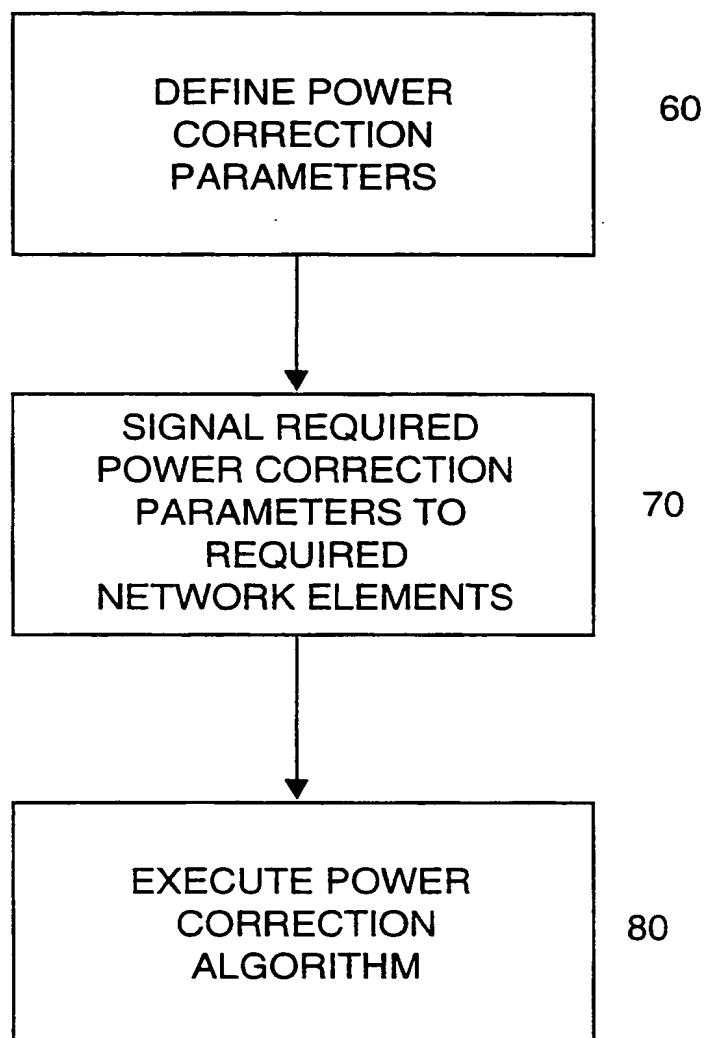 DEFINE POWER
CORRECTION
PARAMETERS
60
SIGNAL REQUIRED
POWER CORRECTION
PARAMETERS TO
REQUIRED
NETWORK ELEMENTS
70
EXECUTE POWER
CORRECTION
ALGORITHM
80